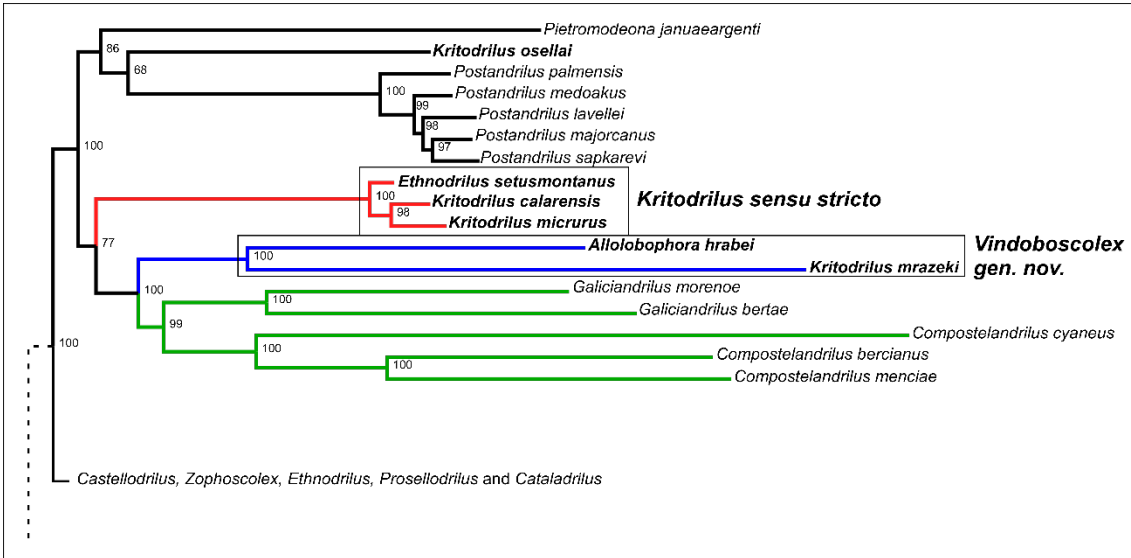 Pietromodeona januaeargenti
86
Kritodrilus osellai
68
Postandrilus palmensis
100
Postandrilus medoakus
99
Postandrilus lavellei
98
Postandrilus majorcanus
97
100
Postandrilus sapkarevi
Ethnodrilus setusmontanus
100
Kritodrilus calarensis
Kritodrilus sensu stricto
98
Kritodrilus micrurus
77
Allolobophora hrabei
Vindoboscolex
gen. nov.
100
Kritodrilus mrazeki
100
Galiciandrilus morenoe
100
Galiciandrilus bertae
99
Compostelandrilus cyaneus
100
100
Compostelandrilus bercianus
100
Compostelandrilus menciae
Castellodrilus, Zophoscolex, Ethnodrilus, Prosellodrilus and Cataladrilus